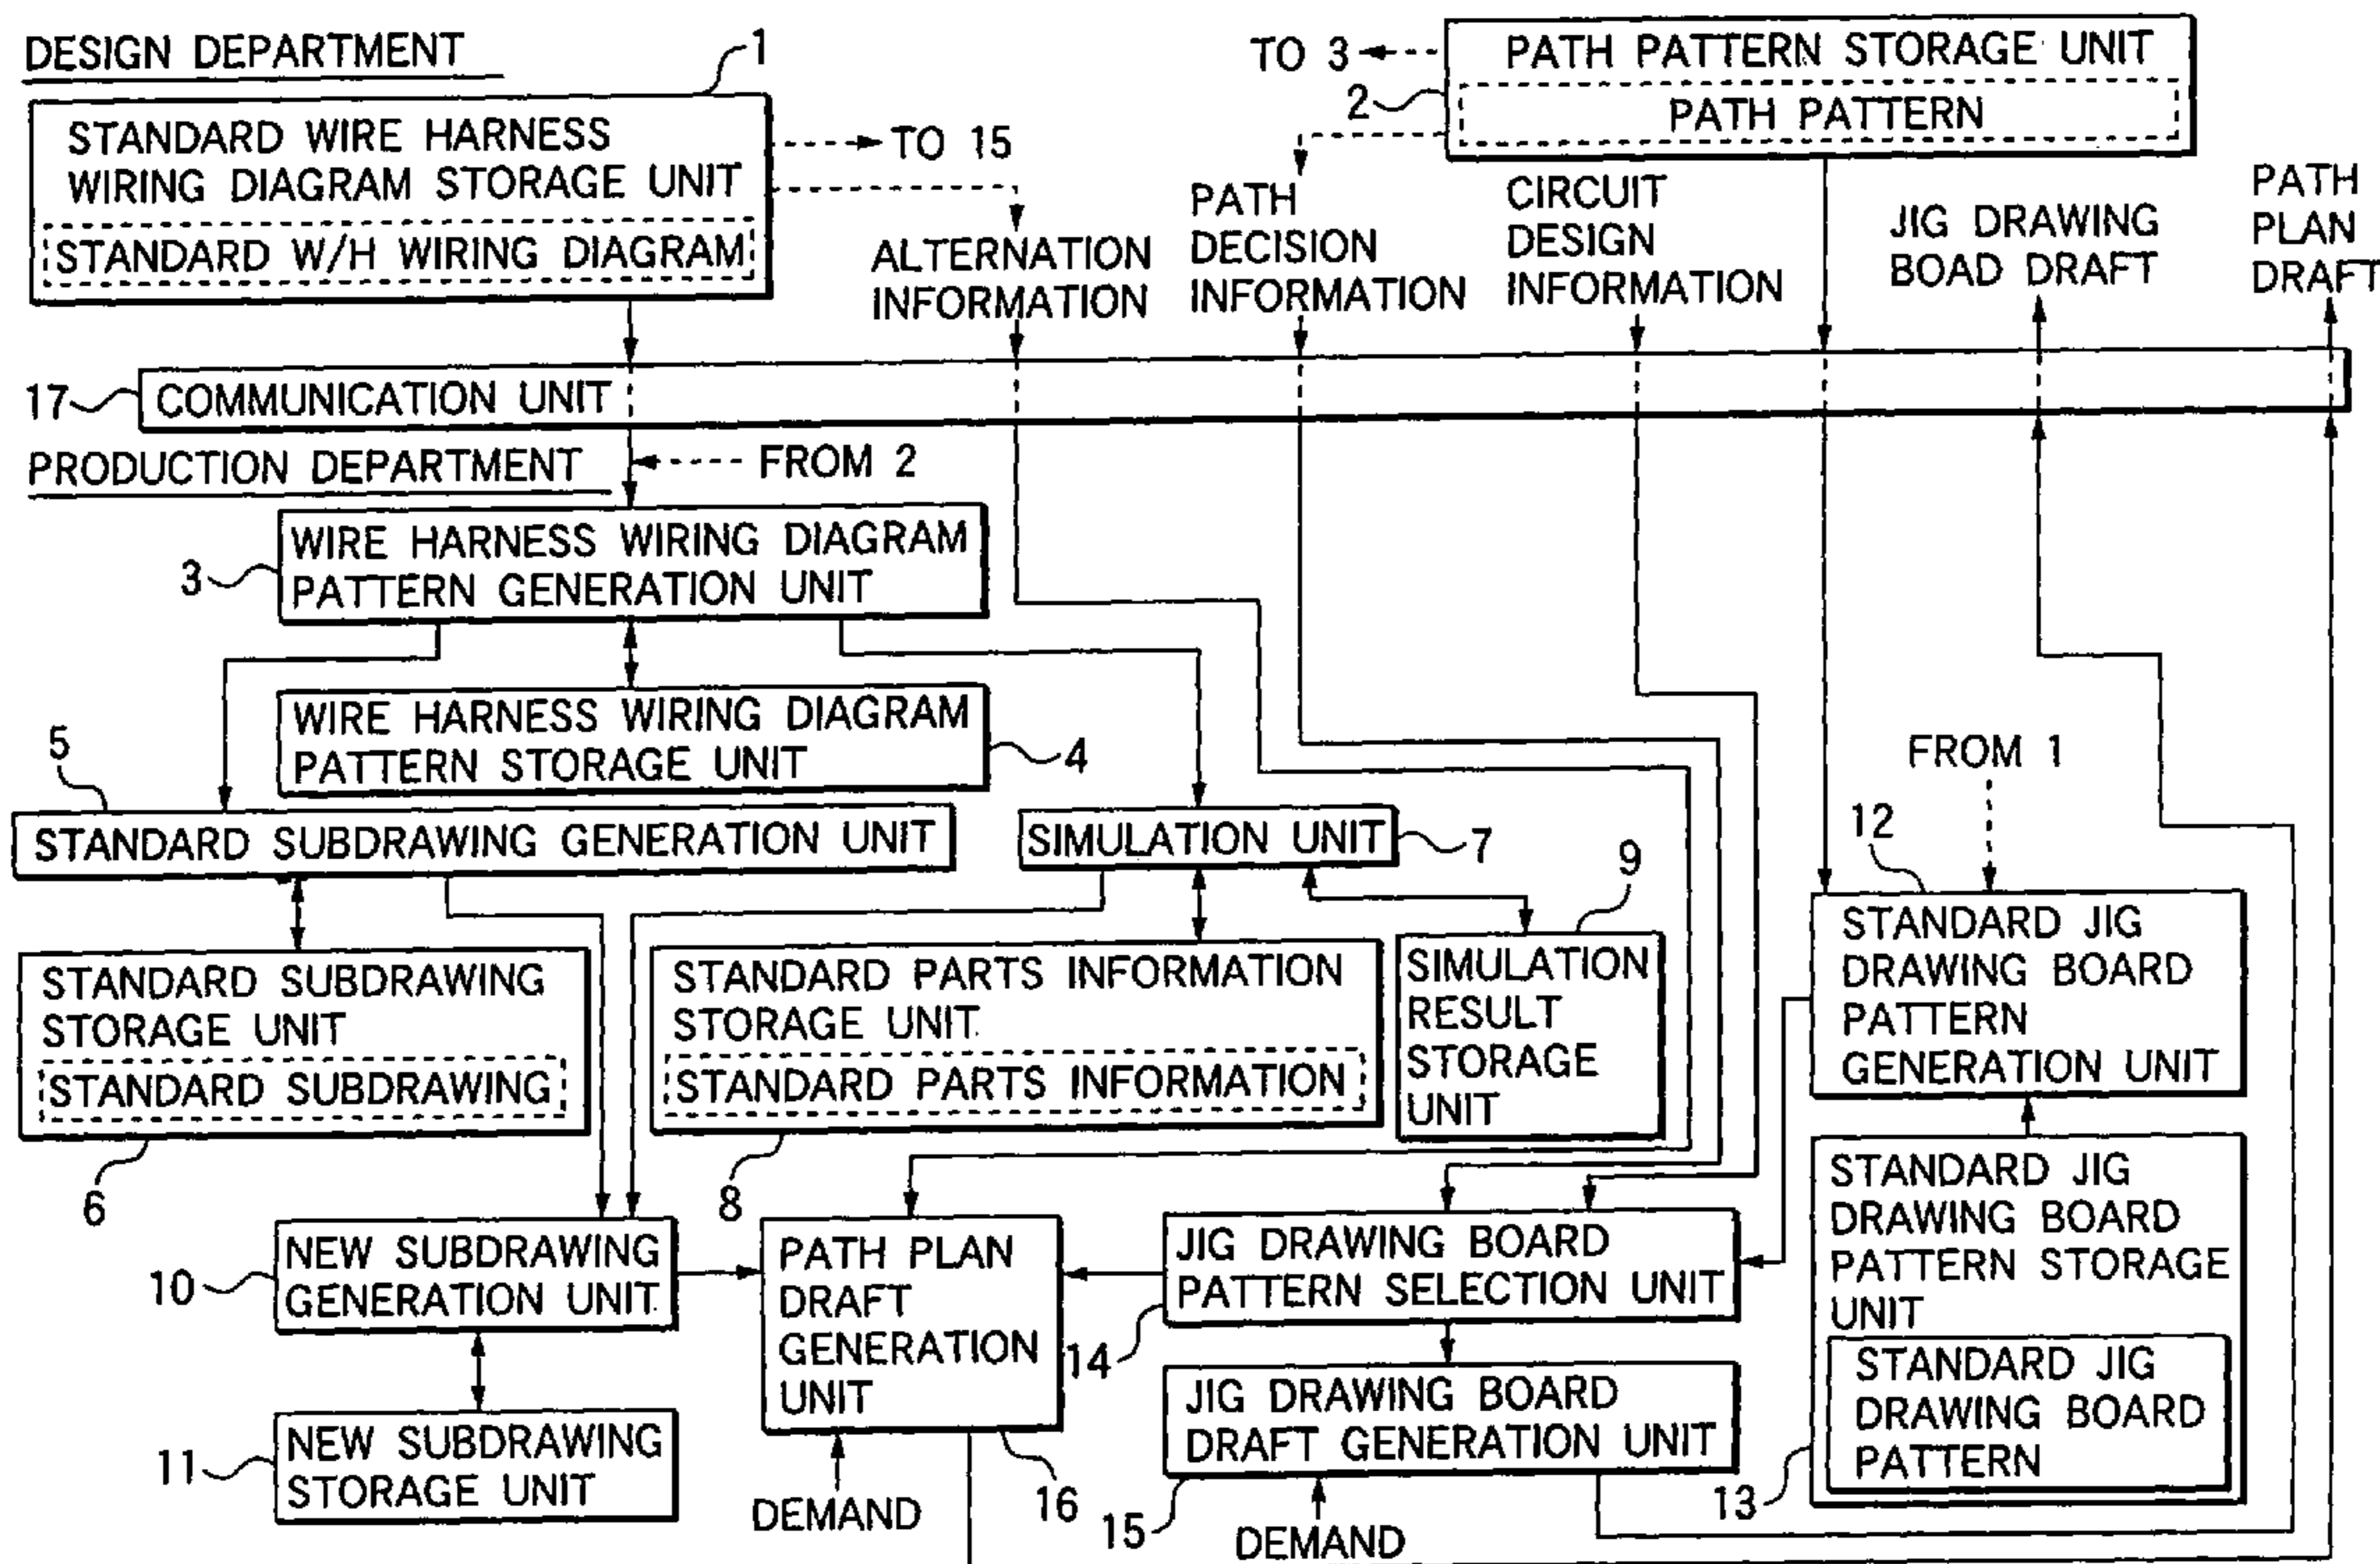 DESIGN DEPARTMENT
1
STANDARD WIRE HARNESS
WIRING DIAGRAM STORAGE UNIT
STANDARD W/H WIRING DIAGRAM
TO 15
ALTERNATION
INFORMATION
TO 3
PATH PATTERN STORAGE UNIT
2
PATH PATTERN
PATH
DECISION
INFORMATION
CIRCUIT
DESIGN
INFORMATION
JIG DRAWING
BOAD DRAFT
PATH
PLAN
DRAFT
17
COMMUNICATION UNIT
PRODUCTION DEPARTMENT
FROM 2
3
WIRE HARNESS WIRING DIAGRAM
PATTERN GENERATION UNIT
WIRE HARNESS WIRING DIAGRAM
PATTERN STORAGE UNIT
4
5
STANDARD SUBDRAWING GENERATION UNIT
SIMULATION UNIT
7
FROM 1
12
9
STANDARD SUBDRAWING
STORAGE UNIT
STANDARD SUBDRAWING
6
STANDARD PARTS INFORMATION
STORAGE UNIT
STANDARD PARTS INFORMATION
8
SIMULATION
RESULT
STORAGE
UNIT
STANDARD JIG
DRAWING BOARD
PATTERN
GENERATION UNIT
STANDARD JIG
DRAWING BOARD
PATTERN STORAGE
UNIT
STANDARD JIG
DRAWING BOARD
PATTERN
13
10
NEW SUBDRAWING
GENERATION UNIT
11
NEW SUBDRAWING
STORAGE UNIT
PATH PLAN
DRAFT
GENERATION
UNIT
16
DEMAND
JIG DRAWING BOARD
PATTERN SELECTION UNIT
14
JIG DRAWING BOARD
DRAFT GENERATION UNIT
15
DEMAND